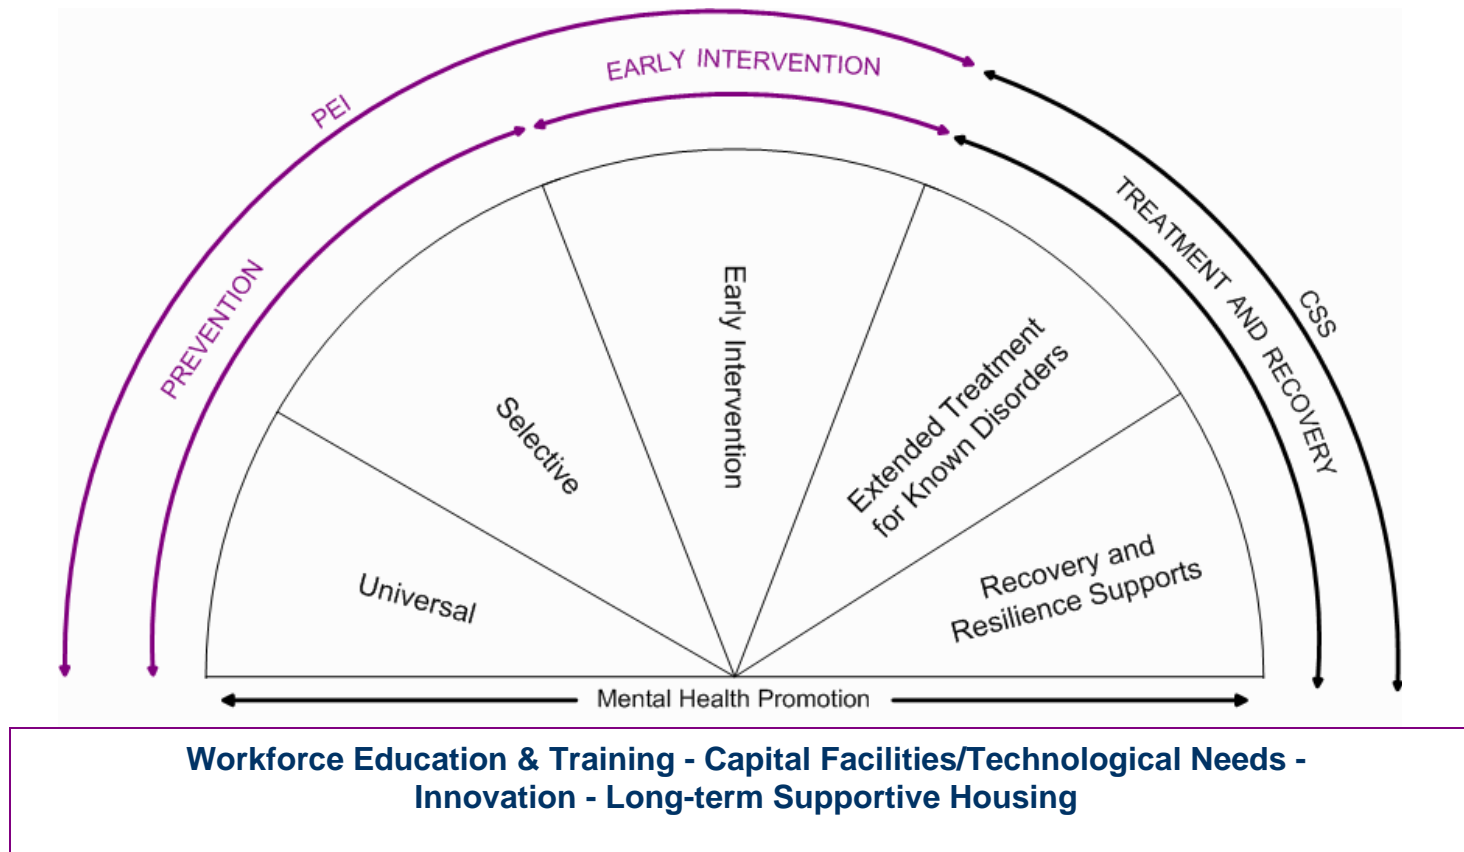 EARLY INTERVENTION
PEI
PREVENTION
TREATMENT AND RECOVERY
CSS
Universal
Selective
Early Intervention
Extended Treatment
for Known Disorders
Recovery and
Resilience Supports
Mental Health Promotion
Workforce Education & Training - Capital Facilities/Technological Needs -
Innovation - Long-term Supportive Housing